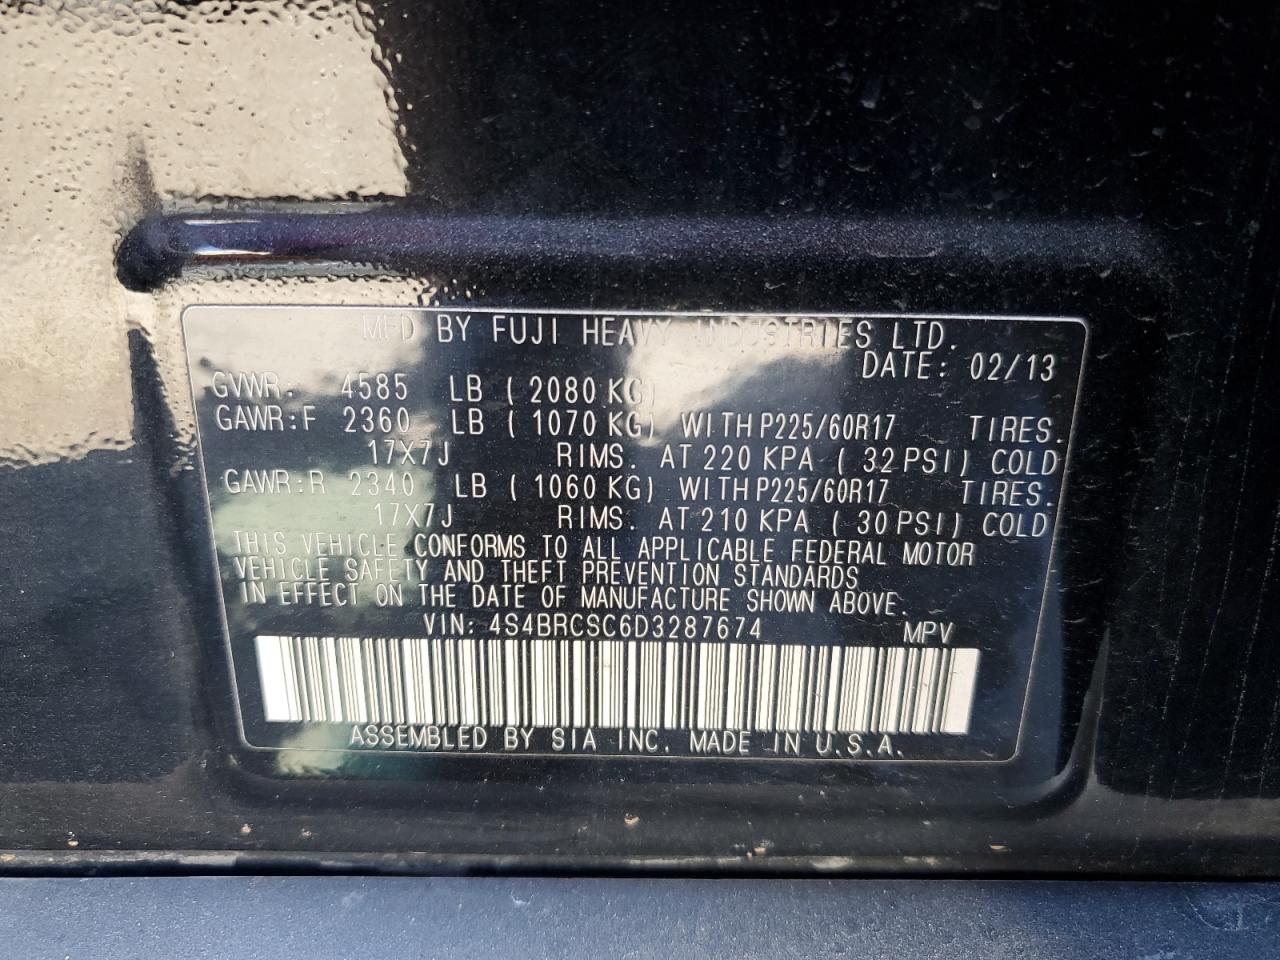 MFD BY FUJI HEAVY INDUSTRIES LTD.
DATE: 02/13
GVWR: 4585 LB ( 2080 KG)
GAWR:F 2360 LB ( 1070 KG) WITH P225/60R17 TIRES.
17X7J RIMS. AT 220 KPA ( 32 PSI) COLD
GAWR:R 2340 LB ( 1060 KG) WITH P225/60R17 TIRES.
17X7J RIMS. AT 210 KPA ( 30 PSI) COLD
THIS VEHICLE CONFORMS TO ALL APPLICABLE FEDERAL MOTOR
VEHICLE SAFETY AND THEFT PREVENTION STANDARDS
IN EFFECT ON THE DATE OF MANUFACTURE SHOWN ABOVE.
VIN: 4S4BRCSC6D3287674 MPV
ASSEMBLED BY SIA INC. MADE IN U.S.A.